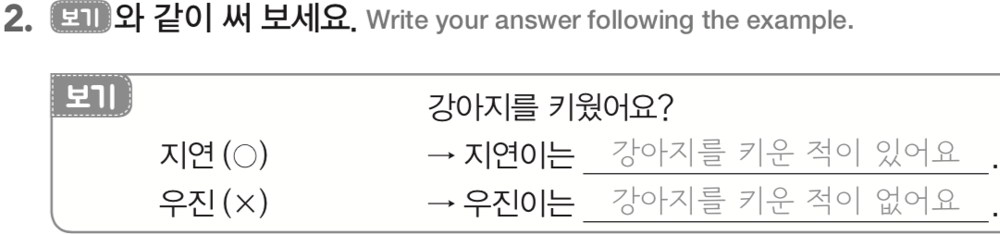 2. 보기 와 같이 써 보세요. Write your answer following the example.
보기
강아지를 키웠어요?
지연 (○) → 지연이는 강아지를 키운 적이 있어요 .
우진 (×) → 우진이는 강아지를 키운 적이 없어요 .